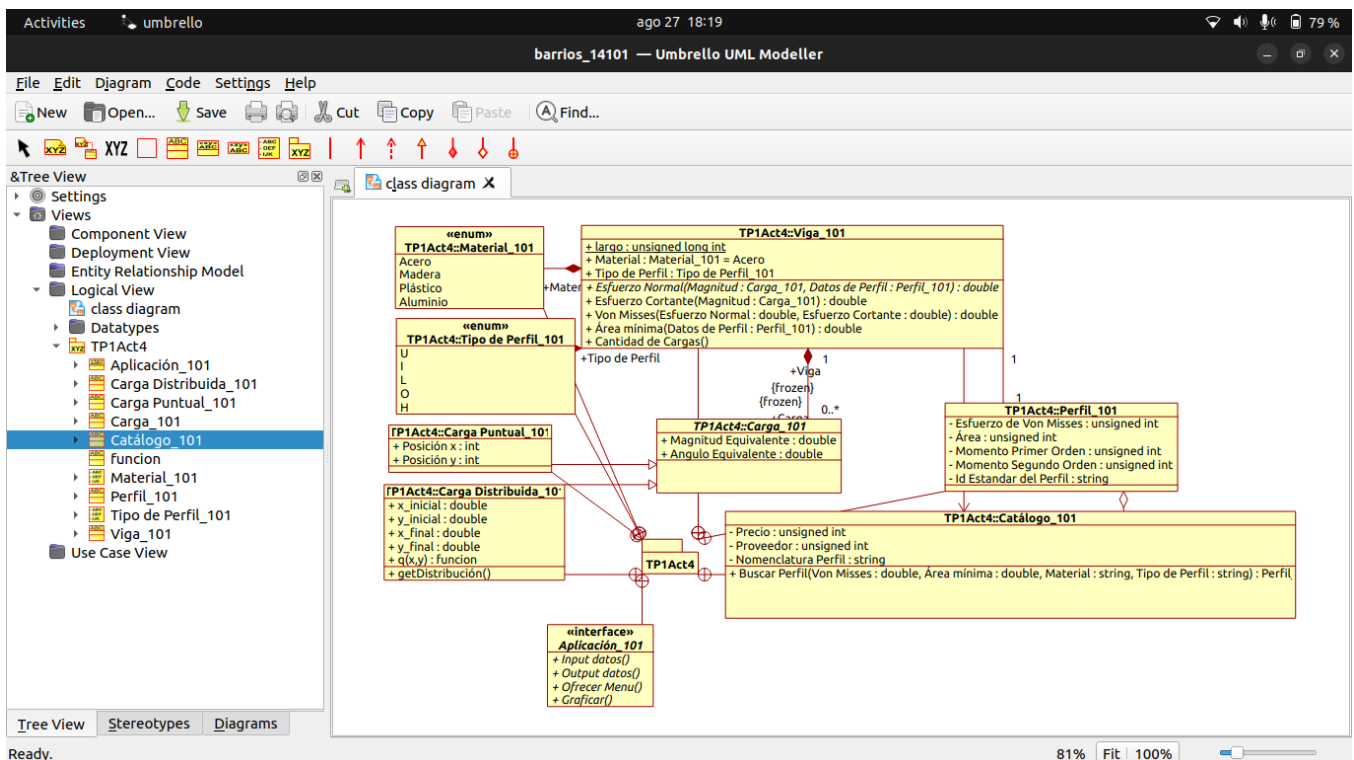 Activities
umbrello
ago 27 18:19
79 %
barrios_14101 — Umbrello UML Modeller
File Edit Diagram Code Settings Help
New Open... Save Cut Copy Paste Find...
XYZ
&Tree View
class diagram
Settings
Views
Component View
Deployment View
Entity Relationship Model
Logical View
class diagram
Datatypes
TP1Act4
Aplicación_101
Carga Distribuida_101
Carga Puntual_101
Carga_101
Catálogo_101
funcion
Material_101
Perfil_101
Tipo de Perfil_101
Viga_101
Use Case View
Tree View Stereotypes Diagrams
«enum»
TP1Act4::Material_101
Acero
Madera
Plástico
Aluminio
«enum»
TP1Act4::Tipo de Perfil_101
U
I
L
O
H
TP1Act4::Viga_101
+ largo : unsigned long int
+ Material : Material_101 = Acero
+ Tipo de Perfil : Tipo de Perfil_101
+ Esfuerzo Normal(Magnitud : Carga_101, Datos de Perfil : Perfil_101) : double
+ Esfuerzo Cortante(Magnitud : Carga_101) : double
+ Von Misses(Esfuerzo Normal : double, Esfuerzo Cortante : double) : double
+ Área mínima(Datos de Perfil : Perfil_101) : double
+ Cantidad de Cargas()
+Mater
+Tipo de Perfil
1
+Viga
{frozen}
{frozen}
+Carga
0..*
1
1
TP1Act4::Carga Puntual_101
+ Posición x : int
+ Posición y : int
TP1Act4::Carga_101
+ Magnitud Equivalente : double
+ Angulo Equivalente : double
TP1Act4::Perfil_101
- Esfuerzo de Von Misses : unsigned int
- Área : unsigned int
- Momento Primer Orden : unsigned int
- Momento Segundo Orden : unsigned int
- Id Estandar del Perfil : string
TP1Act4::Carga Distribuida_10
+ x_inicial : double
+ y_inicial : double
+ x_final : double
+ y_final : double
+ q(x,y) : funcion
+ getDistribución()
TP1Act4
TP1Act4::Catálogo_101
- Precio : unsigned int
- Proveedor : unsigned int
- Nomenclatura Perfil : string
+ Buscar Perfil(Von Misses : double, Área mínima : double, Material : string, Tipo de Perfil : string) : Perfil
«interface»
Aplicación_101
+ Input datos()
+ Output datos()
+ Ofrecer Menu()
+ Graficar()
Ready.
81% Fit 100%